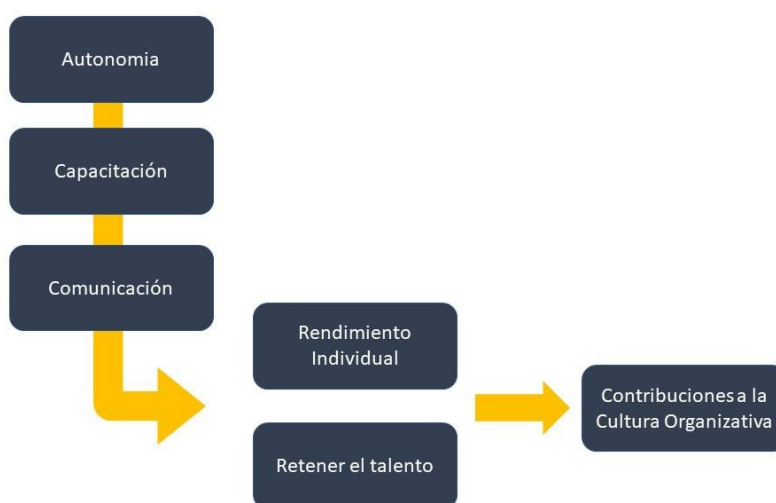 Autonomia
Capacitación
Comunicación
Rendimiento
Individual
Retener el talento
Contribuciones a la
Cultura Organizativa